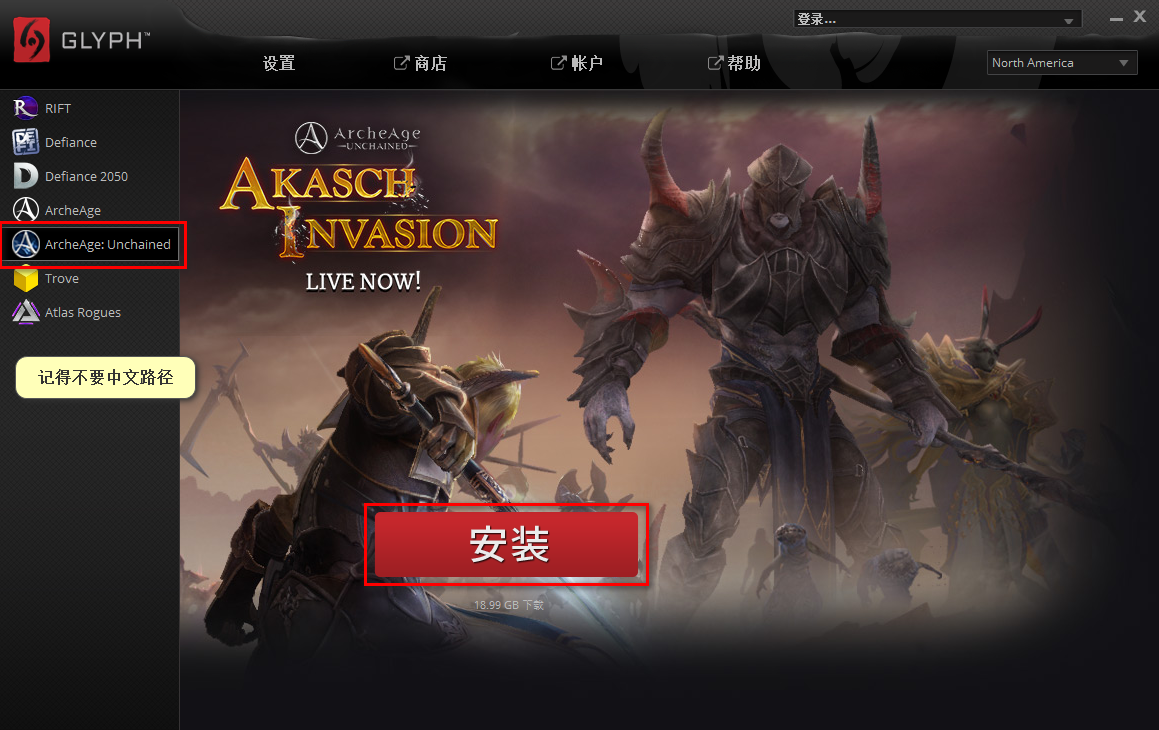 登录...
GLYPH™
设置
商店
帐户
帮助
North America
RIFT
Defiance
Defiance 2050
ArcheAge
ArcheAge: Unchained
Trove
Atlas Rogues
记得不要中文路径
ArcheAge
UNCHAINED
AKASCH
INVASION
LIVE NOW!
安装
18.99 GB 下载